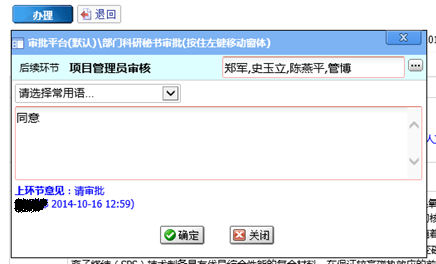 办理 退回
审批平台(默认)\部门科研秘书审批(按住左键移动窗体)
后续环节 项目管理员审核 郑军,史玉立,陈燕平,管博 ...
请选择常用语...
同意
上环节意见：请审批
2014-10-16 12:59)
确定 关闭